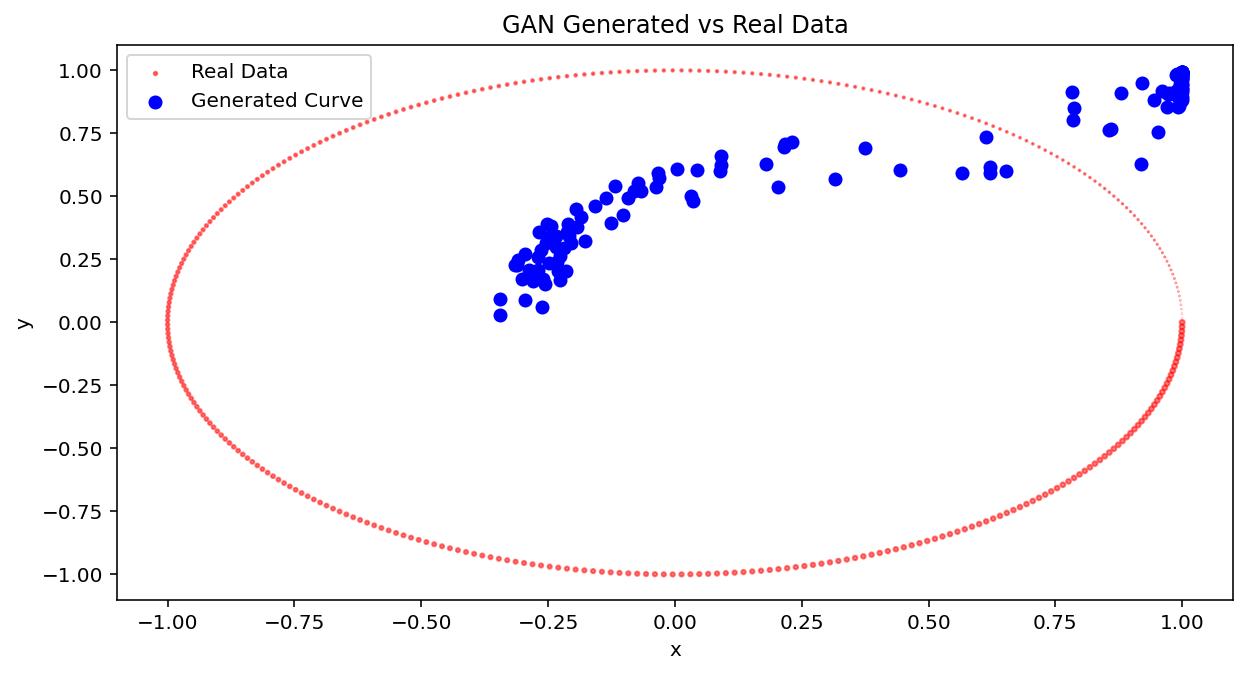 GAN Generated vs Real Data
Real Data
Generated Curve
1.00
0.75
0.50
0.25
0.00
−0.25
−0.50
−0.75
−1.00
y
−1.00 −0.75 −0.50 −0.25 0.00 0.25 0.50 0.75 1.00
x